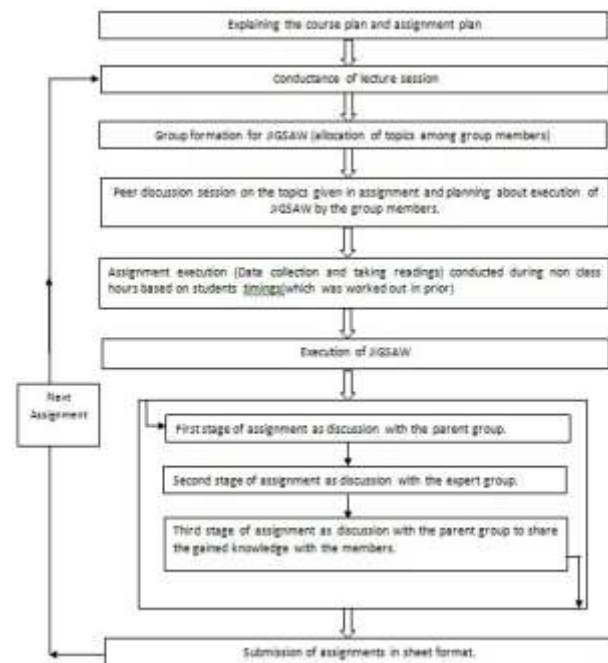 Explaining the course plan and assignment plan
Conductance of lecture session
Group formation for JIGSAW (allocation of topics among group members)
Peer discussion session on the topics given in assignment and planning about execution of
JIGSAW by the group members.
Assignment execution (Data collection and taking readings) conducted during non class
hours based on students timings(which was worked out in prior)
Execution of JIGSAW
Next
Assignment
First stage of assignment as discussion with the parent group.
Second stage of assignment as discussion with the expert group.
Third stage of assignment as discussion with the parent group to share
the gained knowledge with the members.
Submission of assignments in sheet format.